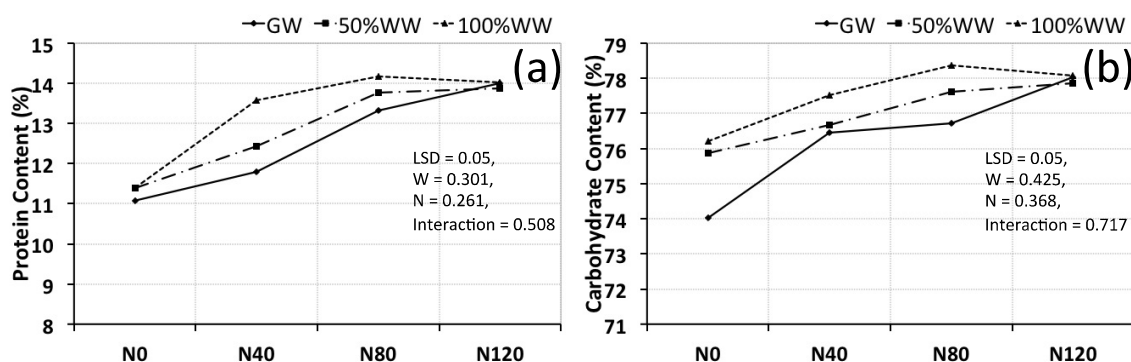 GW 50%WW 100%WW
15
14
13
12
11
10
9
8
Protein Content (%)
(a)
LSD = 0.05,
W = 0.301,
N = 0.261,
Interaction = 0.508
N0 N40 N80 N120
GW 50%WW 100%WW
79
78
77
76
75
74
73
72
71
Carbohydrate Content (%)
(b)
LSD = 0.05,
W = 0.425,
N = 0.368,
Interaction = 0.717
N0 N40 N80 N120